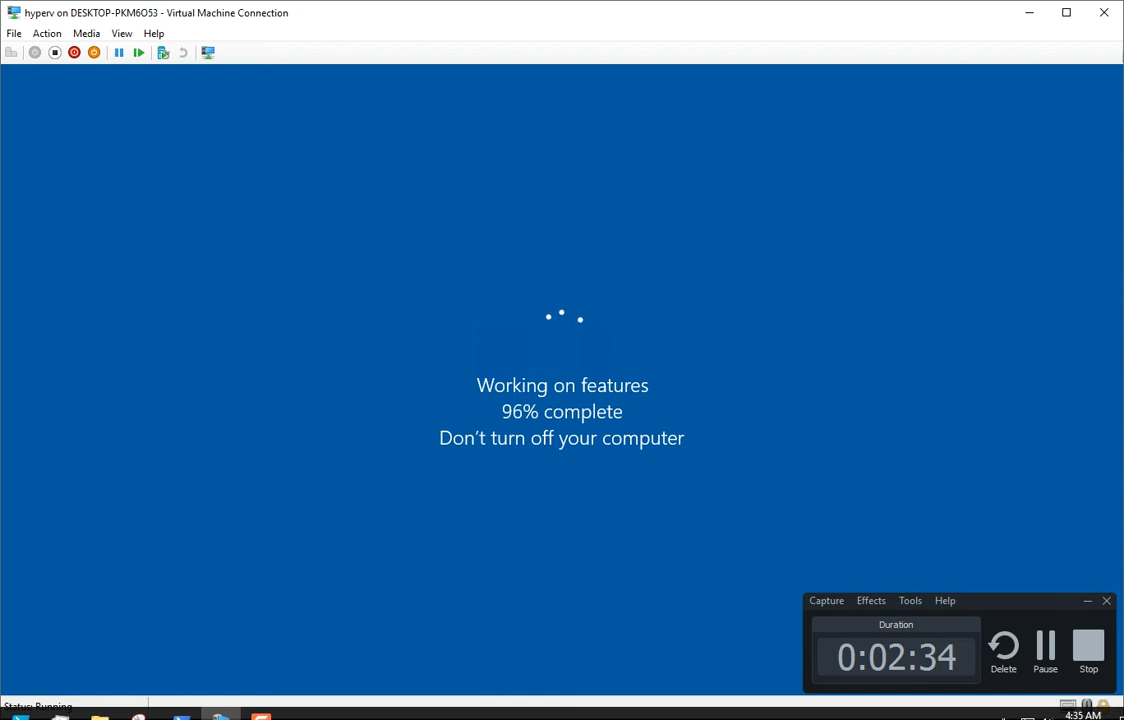 hyperv on DESKTOP-PKM6O53 - Virtual Machine Connection
File Action Media View Help
Working on features
96% complete
Don't turn off your computer
Capture Effects Tools Help
Duration
0:02:34
Delete Pause Stop
Status: Running
4:35 AM